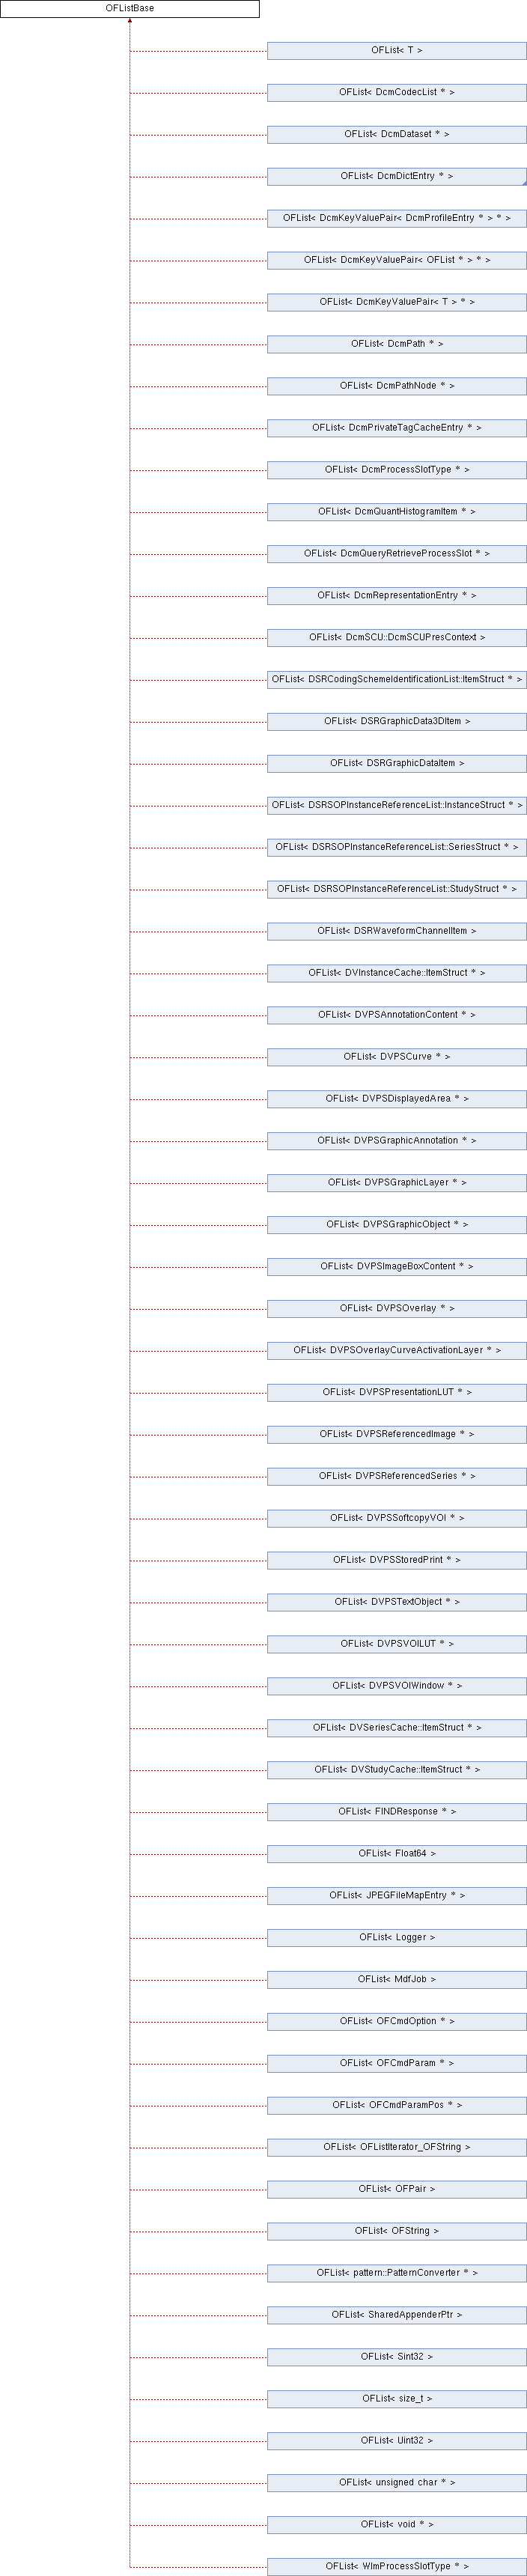 OFListBase
OFList< T >
OFList< DcmCodecList * >
OFList< DcmDataset * >
OFList< DcmDictEntry * >
OFList< DcmKeyValuePair< DcmProfileEntry * > * >
OFList< DcmKeyValuePair< OFList * > * >
OFList< DcmKeyValuePair< T > * >
OFList< DcmPath * >
OFList< DcmPathNode * >
OFList< DcmPrivateTagCacheEntry * >
OFList< DcmProcessSlotType * >
OFList< DcmQuantHistogramItem * >
OFList< DcmQueryRetrieveProcessSlot * >
OFList< DcmRepresentationEntry * >
OFList< DcmSCU::DcmSCUPresContext >
OFList< DSRCodingSchemeIdentificationList::ItemStruct * >
OFList< DSRGraphicData3DItem >
OFList< DSRGraphicDataItem >
OFList< DSRSOPInstanceReferenceList::InstanceStruct * >
OFList< DSRSOPInstanceReferenceList::SeriesStruct * >
OFList< DSRSOPInstanceReferenceList::StudyStruct * >
OFList< DSRWaveformChannelItem >
OFList< DVInstanceCache::ItemStruct * >
OFList< DVPSAnnotationContent * >
OFList< DVPSCurve * >
OFList< DVPSDisplayedArea * >
OFList< DVPSGraphicAnnotation * >
OFList< DVPSGraphicLayer * >
OFList< DVPSGraphicObject * >
OFList< DVPSImageBoxContent * >
OFList< DVPSOverlay * >
OFList< DVPSOverlayCurveActivationLayer * >
OFList< DVPSPresentationLUT * >
OFList< DVPSReferencedImage * >
OFList< DVPSReferencedSeries * >
OFList< DVPSSoftcopyVOI * >
OFList< DVPSStoredPrint * >
OFList< DVPSTextObject * >
OFList< DVPSVOILUT * >
OFList< DVPSVOIWindow * >
OFList< DVSeriesCache::ItemStruct * >
OFList< DVStudyCache::ItemStruct * >
OFList< FINDResponse * >
OFList< Float64 >
OFList< JPEGFileMapEntry * >
OFList< Logger >
OFList< MdfJob >
OFList< OFCmdOption * >
OFList< OFCmdParam * >
OFList< OFCmdParamPos * >
OFList< OFListIterator_OFString >
OFList< OFPair >
OFList< OFString >
OFList< pattern::PatternConverter * >
OFList< SharedAppenderPtr >
OFList< Sint32 >
OFList< size_t >
OFList< Uint32 >
OFList< unsigned char * >
OFList< void * >
OFList< WlmProcessSlotType * >